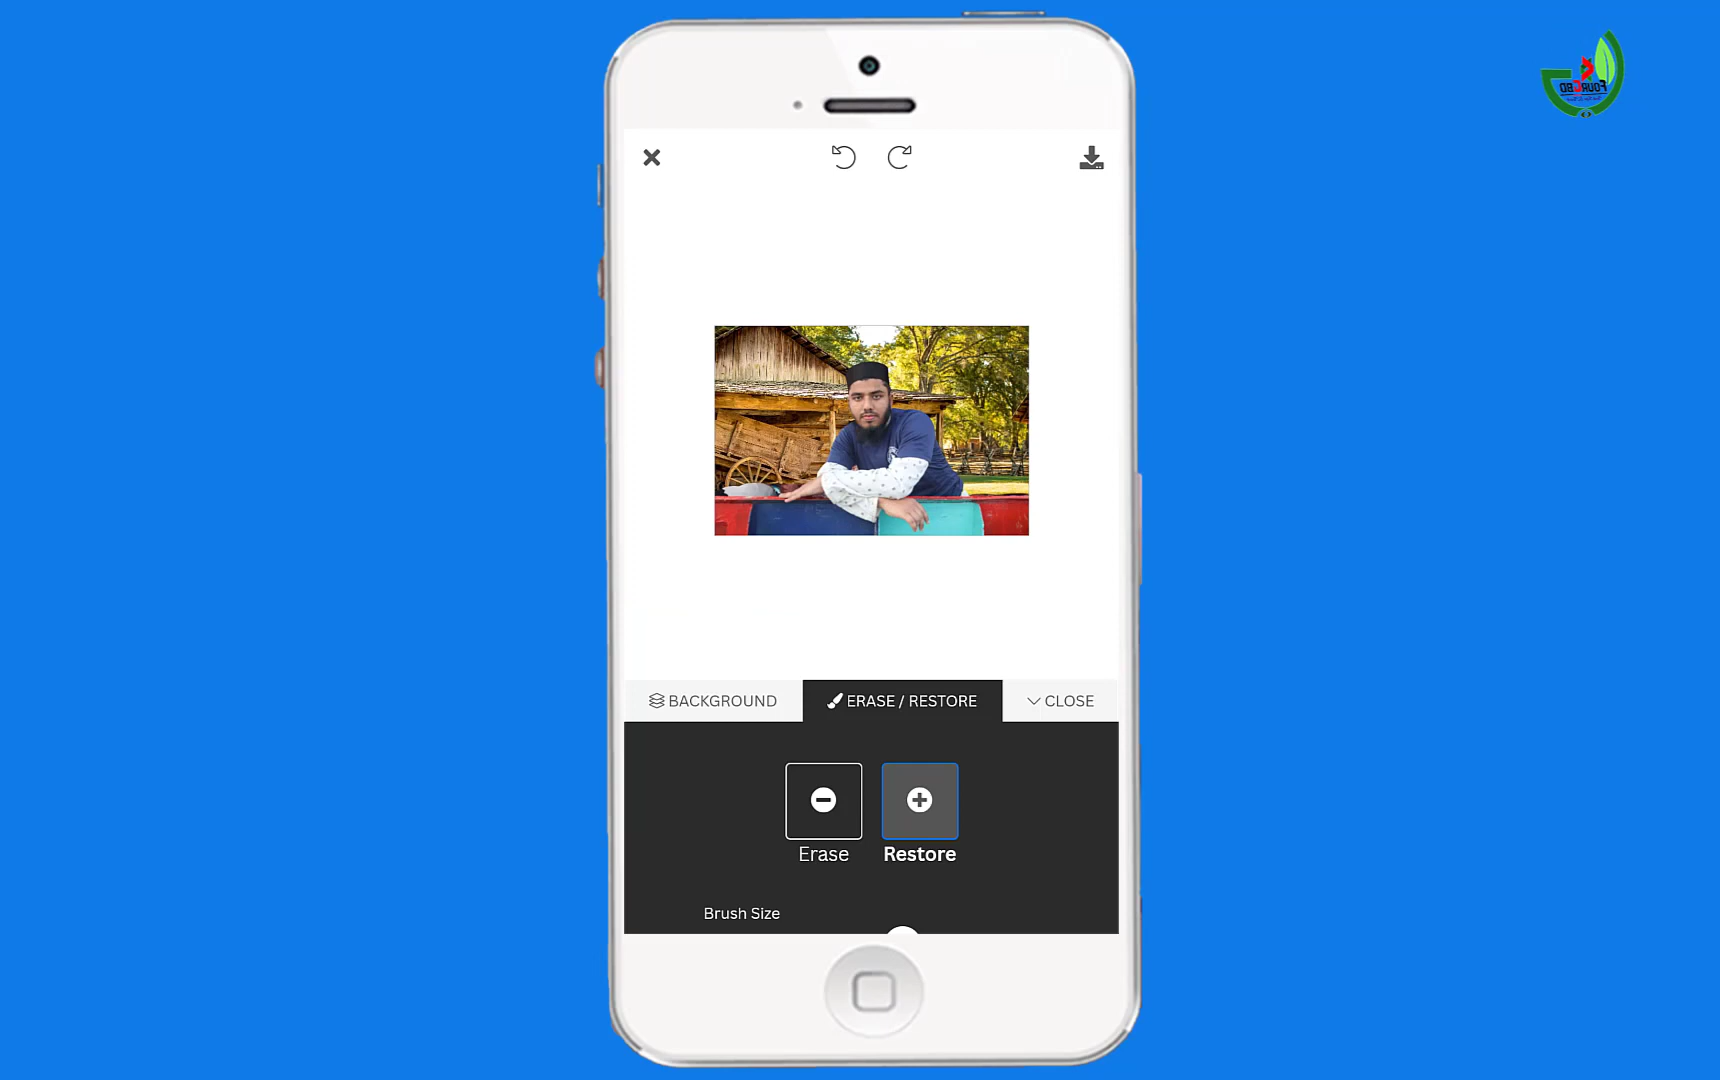 BACKGROUND
ERASE / RESTORE
CLOSE
Erase
Restore
Brush Size